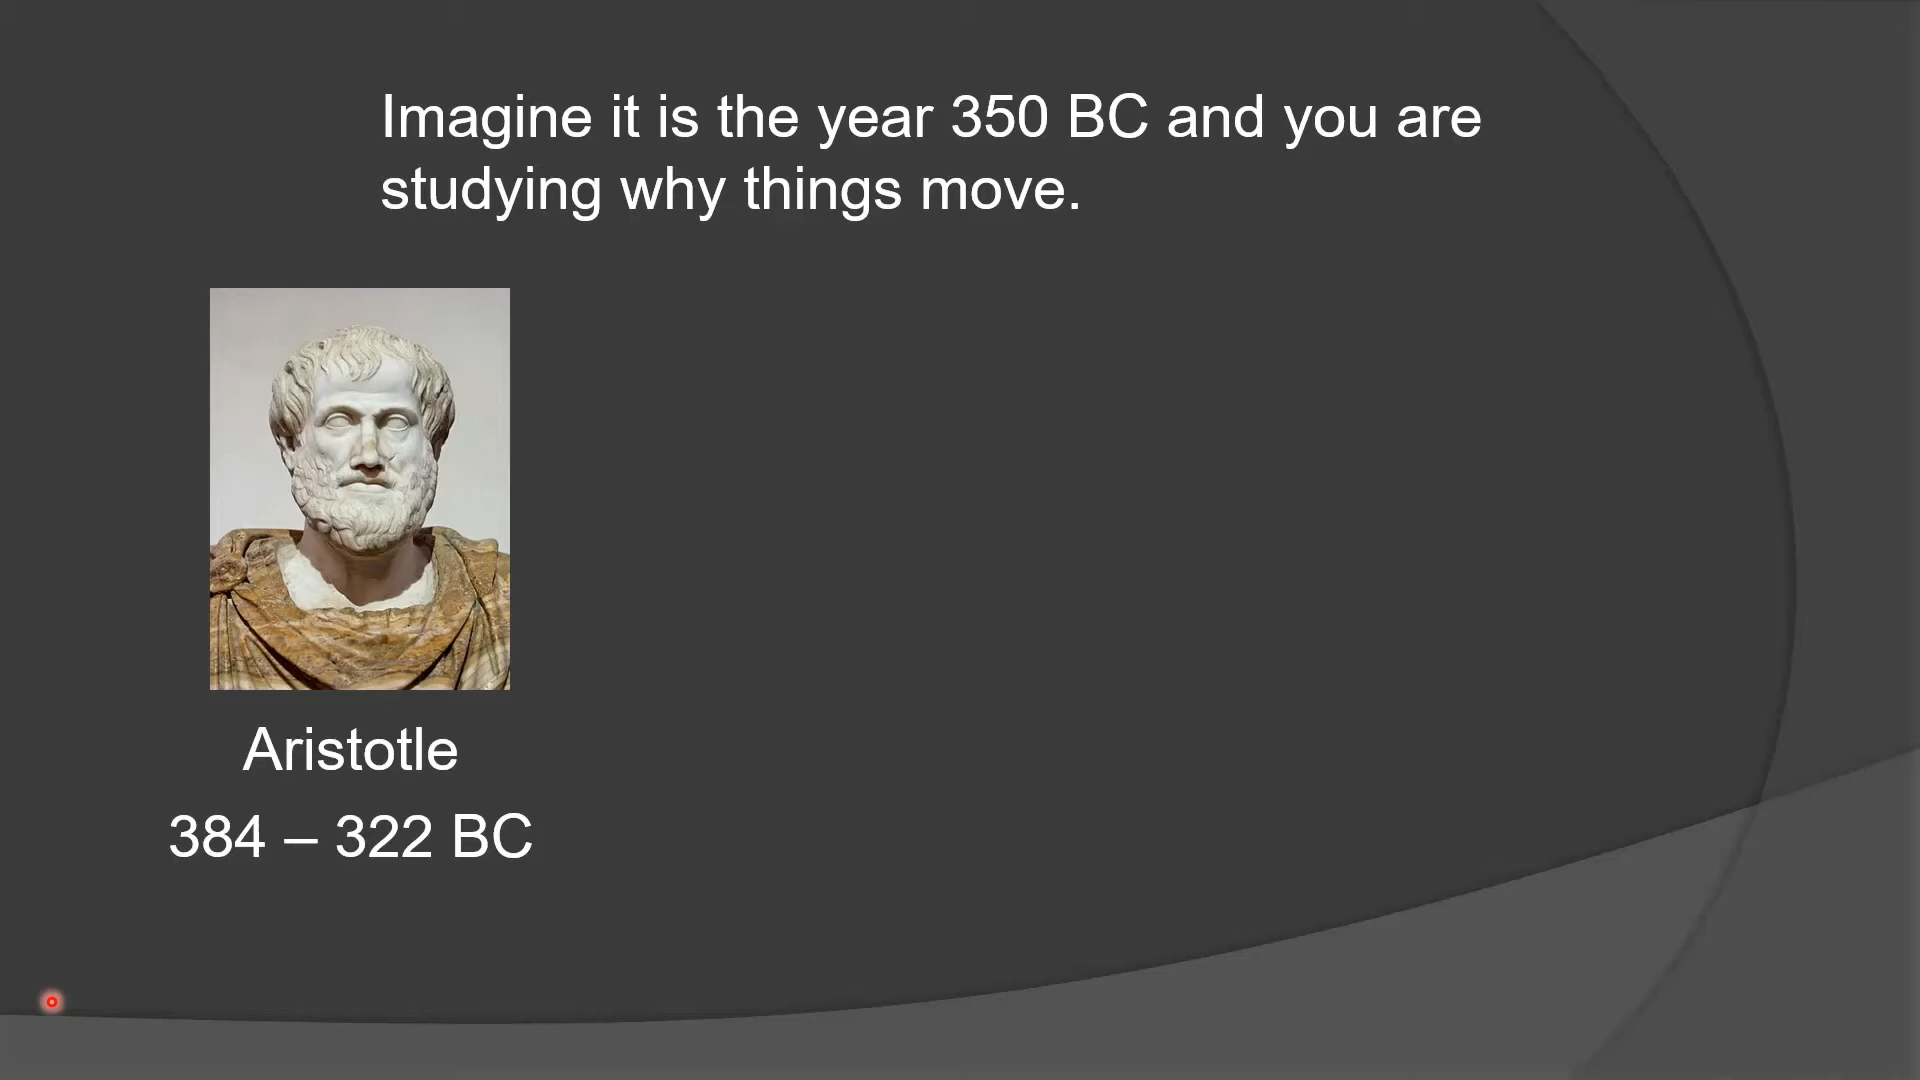 Imagine it is the year 350 BC and you are
studying why things move.
Aristotle
384 – 322 BC